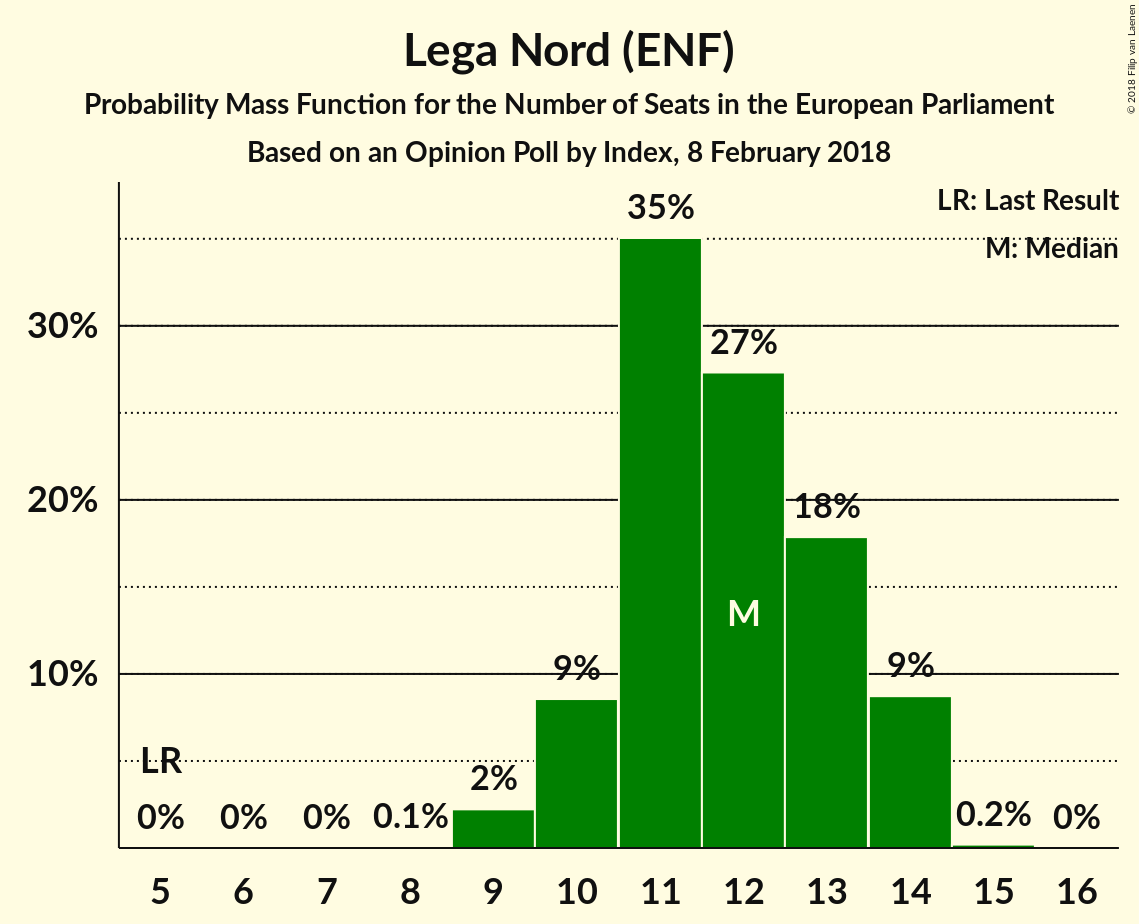 Lega Nord (ENF)
Probability Mass Function for the Number of Seats in the European Parliament
Based on an Opinion Poll by Index, 8 February 2018
© 2018 Filip van Laenen
LR: Last Result
M: Median
35%
30%
27%
20%
18%
M
10%
9%
9%
LR
2%
0%
0%
0%
0.1%
0.2%
0%
5 6 7 8 9 10 11 12 13 14 15 16